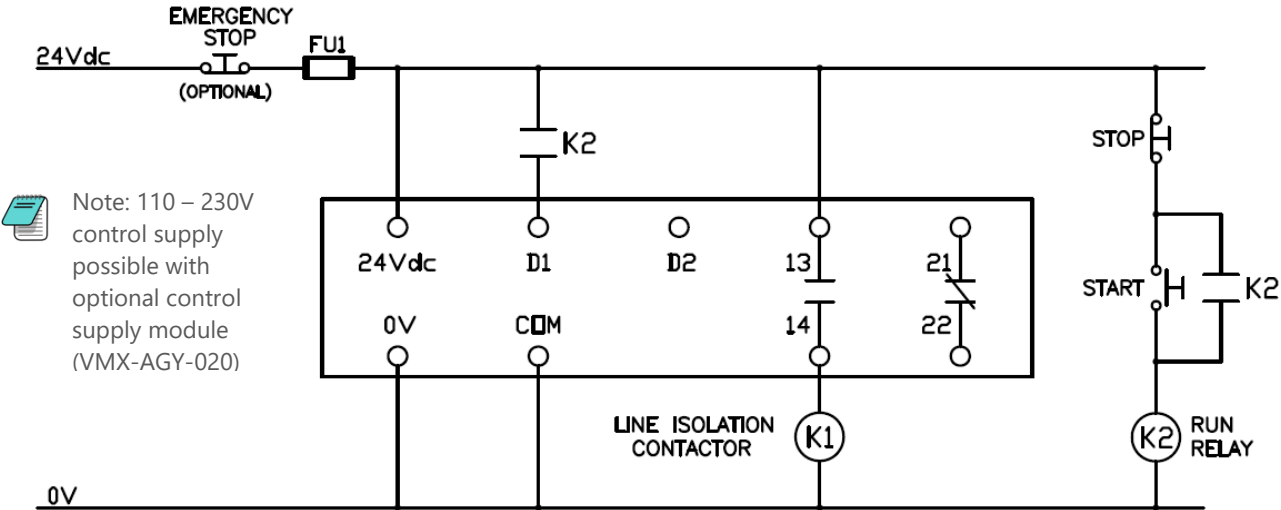 EMERGENCY
STOP
24Vdc
FU1
(OPTIONAL)
K2
STOP
Note: 110 – 230V
control supply
possible with
optional control
supply module
(VMX-AGY-020)
24Vdc D1 D2 13 21
START K2
0V COM 14 22
LINE ISOLATION
CONTACTOR
K1
K2
RUN
RELAY
0V